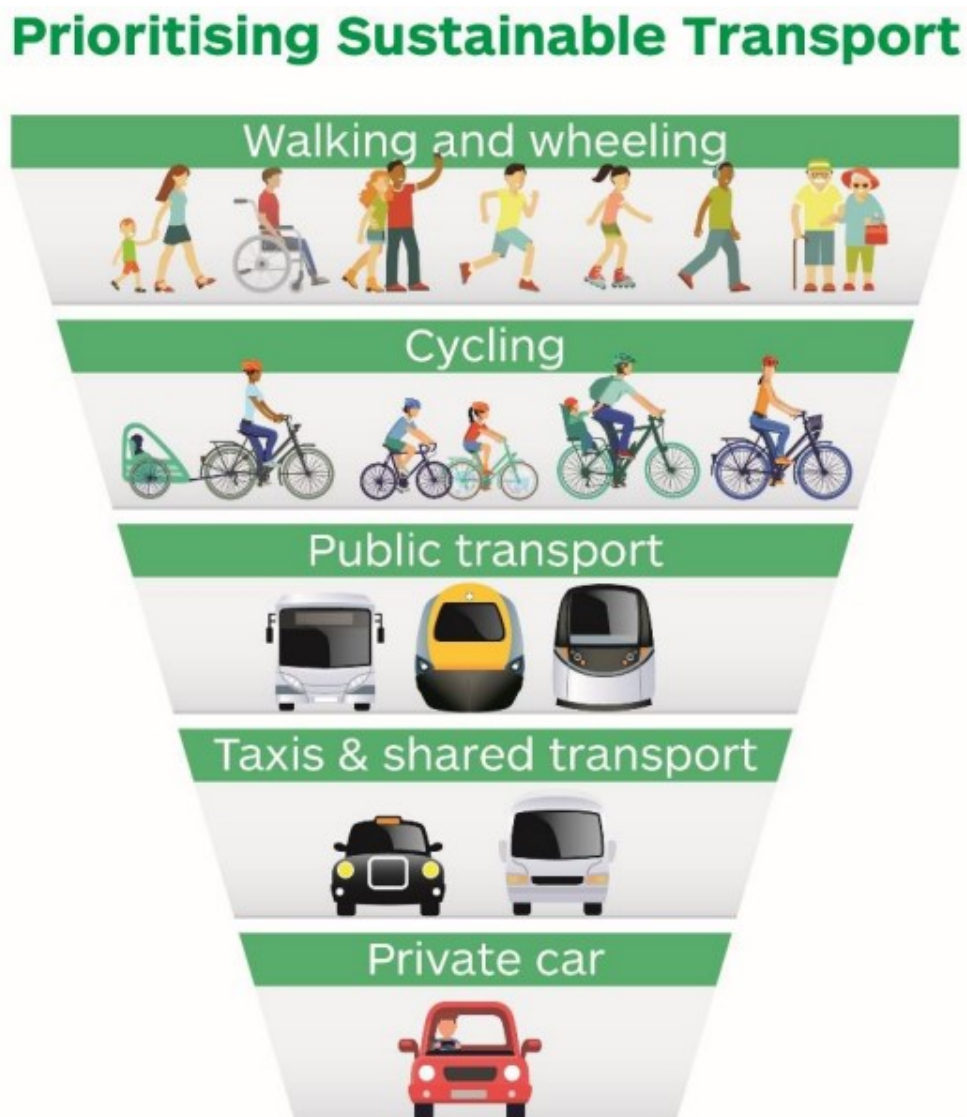 Prioritising Sustainable Transport
Walking and wheeling
Cycling
Public transport
Taxis & shared transport
Private car